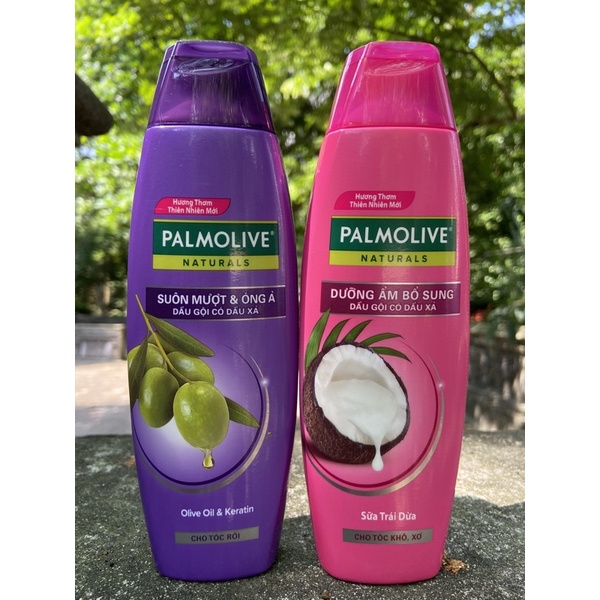 Hương Thơm
Thiên Nhiên Mới
PALMOLIVE®
NATURALS
SUÔN MƯỢT & ÓNG Ả
DẦU GỘI CÓ DẦU XẢ
Olive Oil & Keratin
CHO TÓC RỐI
Hương Thơm
Thiên Nhiên Mới
PALMOLIVE®
NATURALS
DƯỠNG ẨM BỔ SUNG
DẦU GỘI CÓ DẦU XẢ
Sữa Trái Dừa
CHO TÓC KHÔ, XƠ